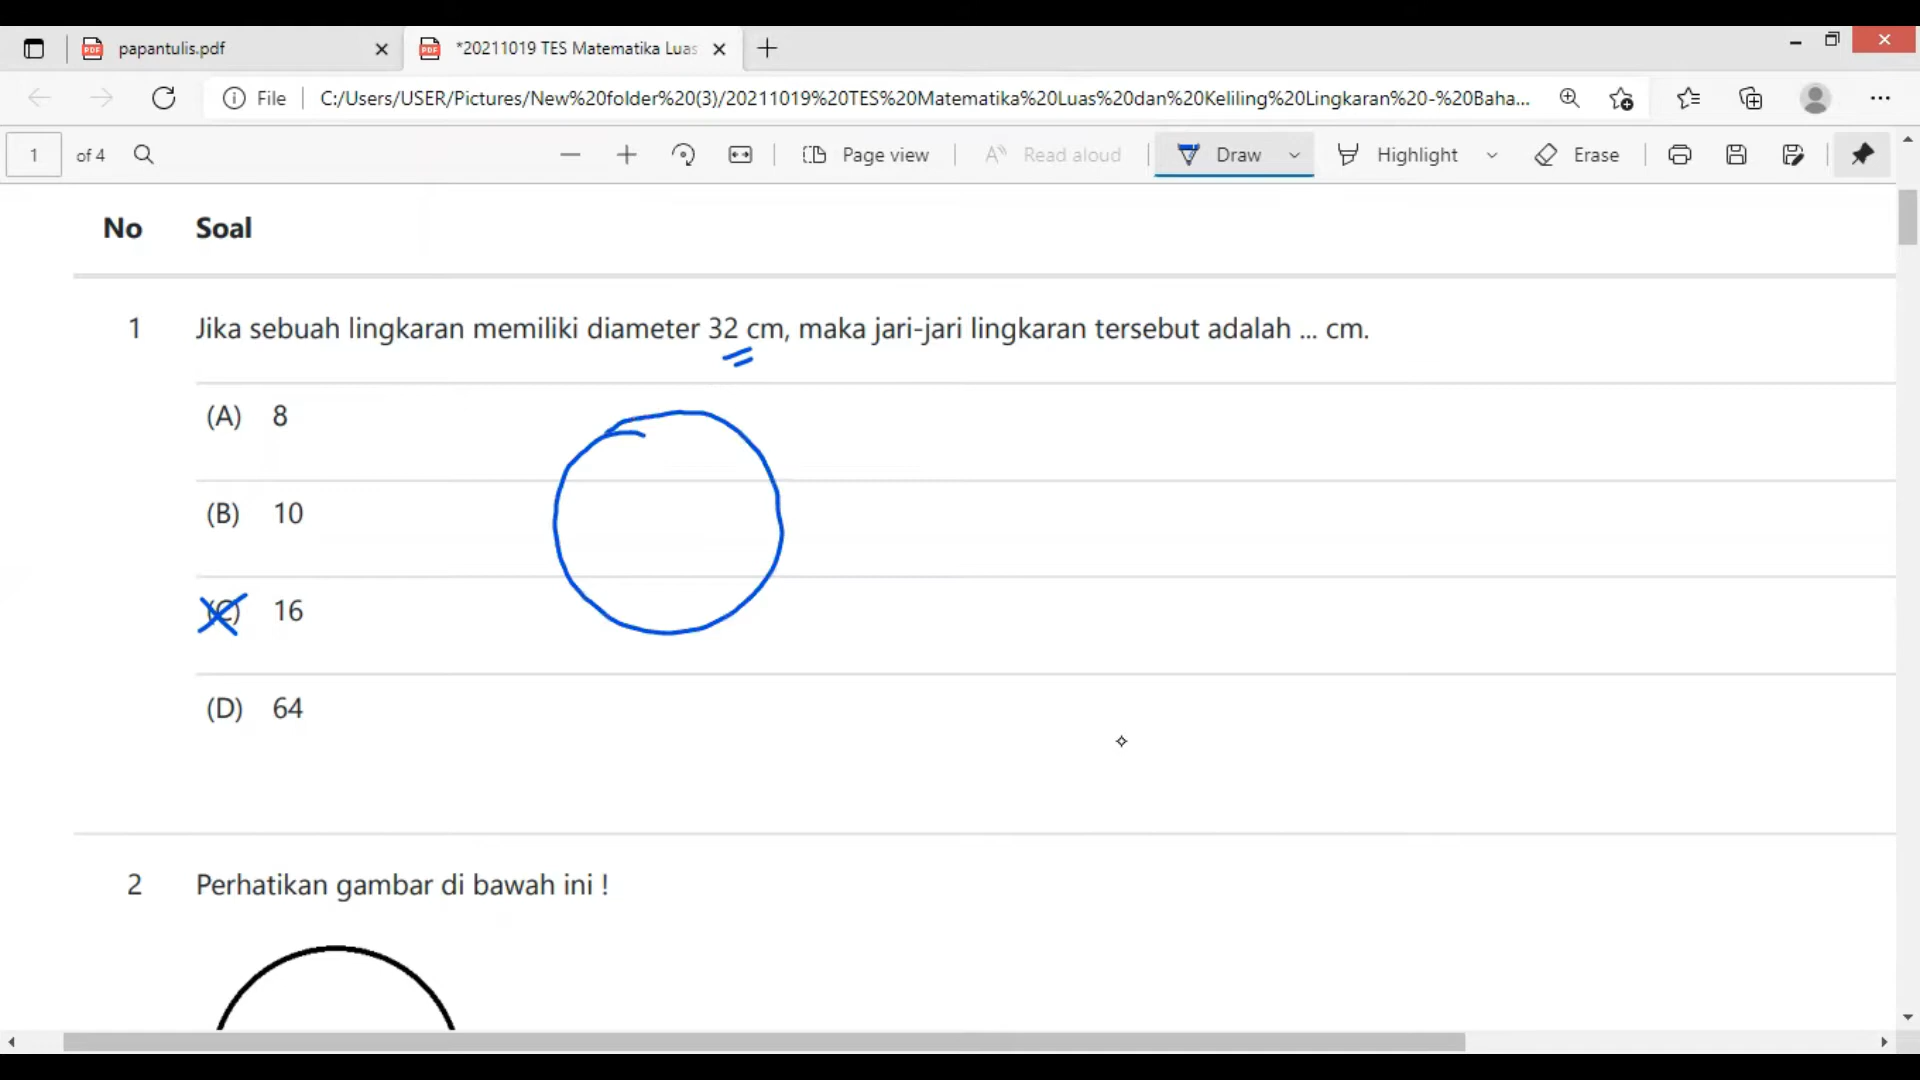 papantulis.pdf
*20211019 TES Matematika Luas
File
C:/Users/USER/Pictures/New%20folder%20(3)/20211019%20TES%20Matematika%20Luas%20dan%20Keliling%20Lingkaran%20-%20Baha...
1 of 4
Page view
Read aloud
Draw
Highlight
Erase
No Soal
1 Jika sebuah lingkaran memiliki diameter 32 cm, maka jari-jari lingkaran tersebut adalah ... cm.
(A) 8
(B) 10
(C) 16
(D) 64
2 Perhatikan gambar di bawah ini !